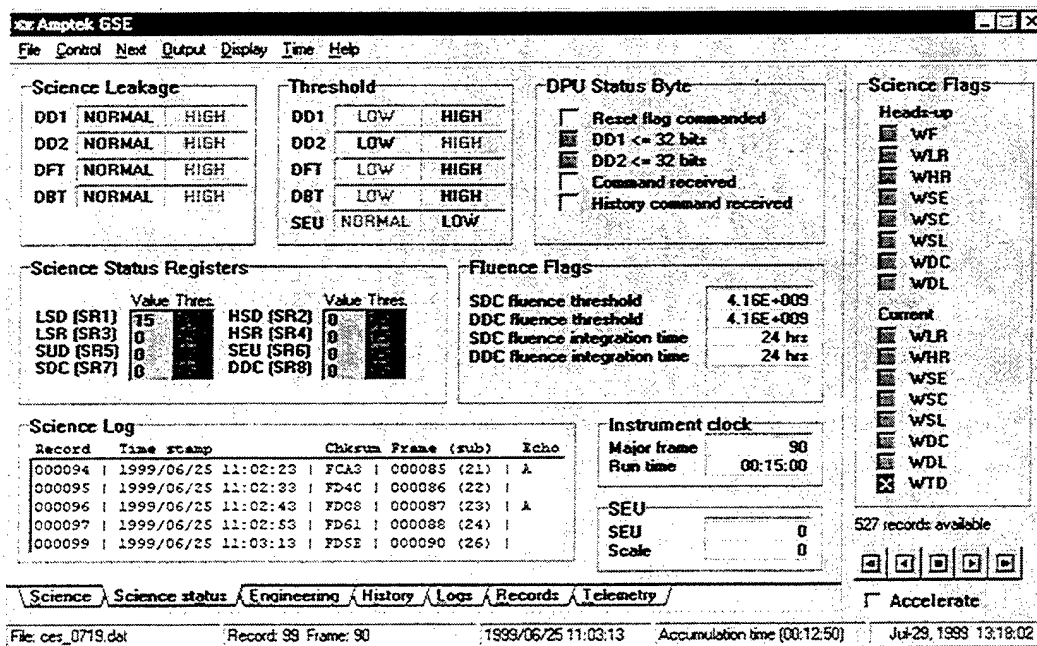 Amptek GSE
File Control Next Output Display Time Help
Science Leakage
DD1 NORMAL HIGH
DD2 NORMAL HIGH
DFT NORMAL HIGH
DBT NORMAL HIGH
Threshold
DD1 LOW HIGH
DD2 LOW HIGH
DFT LOW HIGH
DBT LOW HIGH
SEU NORMAL LOW
DPU Status Byte
Reset flag commanded
DD1 <= 32 bits
DD2 <= 32 bits
Command received
History command received
Science Flags
Heads-up
WF
WLR
WHR
WSE
WSC
WSL
WDC
WDL
Current
WLR
WHR
WSE
WSC
WSL
WDC
WDL
WTD
Science Status Registers
Value Thres. Value Thres.
LSD (SR1) 15 HSD (SR2) 0
LSR (SR3) 0 HSR (SR4) 0
SUD (SR5) 0 SEU (SR6) 0
SDC (SR7) 0 DDC (SR8) 0
Fluence Flags
SDC fluence threshold 4.16E+009
DDC fluence threshold 4.16E+009
SDC fluence integration time 24 hrs
DDC fluence integration time 24 hrs
Science Log
Record Time stamp Chksum Frame (sub) Echo
000094 | 1999/06/25 11:02:23 | FCA3 | 000085 (21) | A
000095 | 1999/06/25 11:02:33 | FD4C | 000086 (22) |
000096 | 1999/06/25 11:02:43 | FD08 | 000087 (23) | A
000097 | 1999/06/25 11:02:53 | FD61 | 000088 (24) |
000099 | 1999/06/25 11:03:13 | FD5E | 000090 (26) |
Instrument clock
Major frame 90
Run time 00:15:00
SEU
SEU 0
Scale 0
527 records available
Accelerate
Science Science status Engineering History Logs Records Telemetry
File: ces_0719.dat Record: 99 Frame: 90 1999/06/25 11:03:13 Accumulation time (00:12:50) Jul-29, 1999 13:18:02